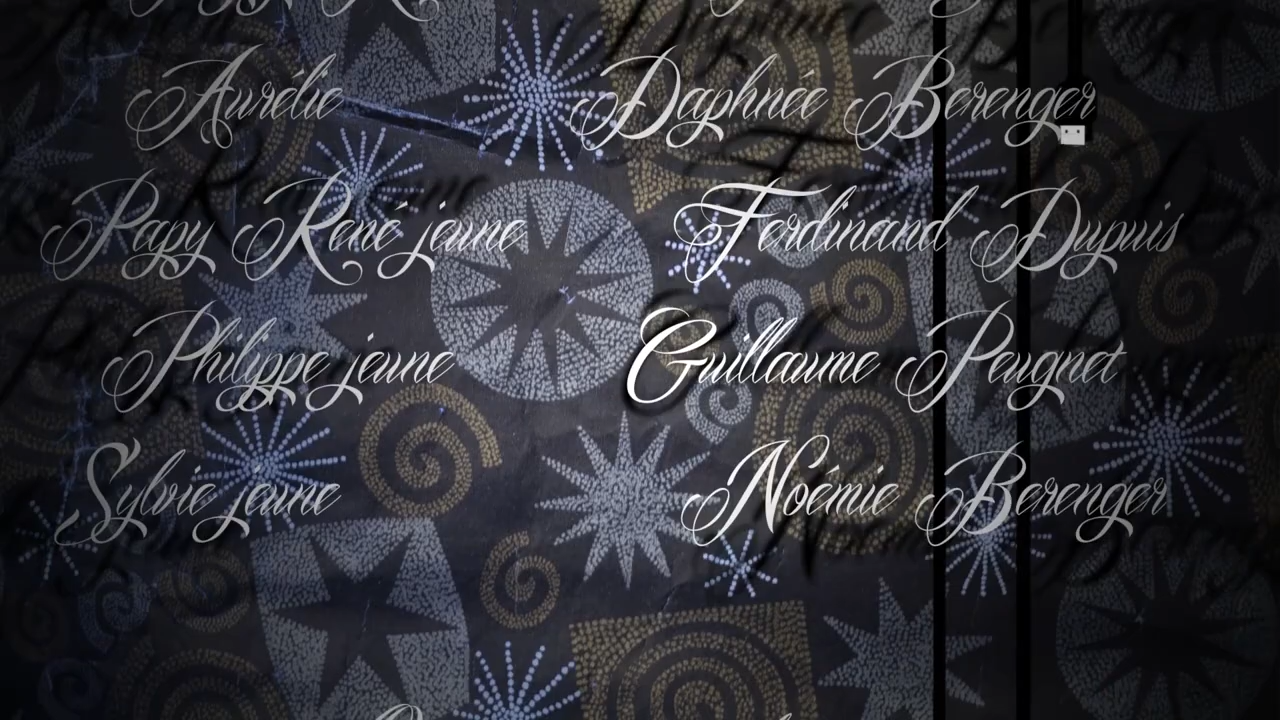 Aurélie Daphnée Berenger
Papy René jeune Ferdinand Dupuis
Philippe jeune Guillaume Peugnet
Sylvie jeune Noémie Berenger